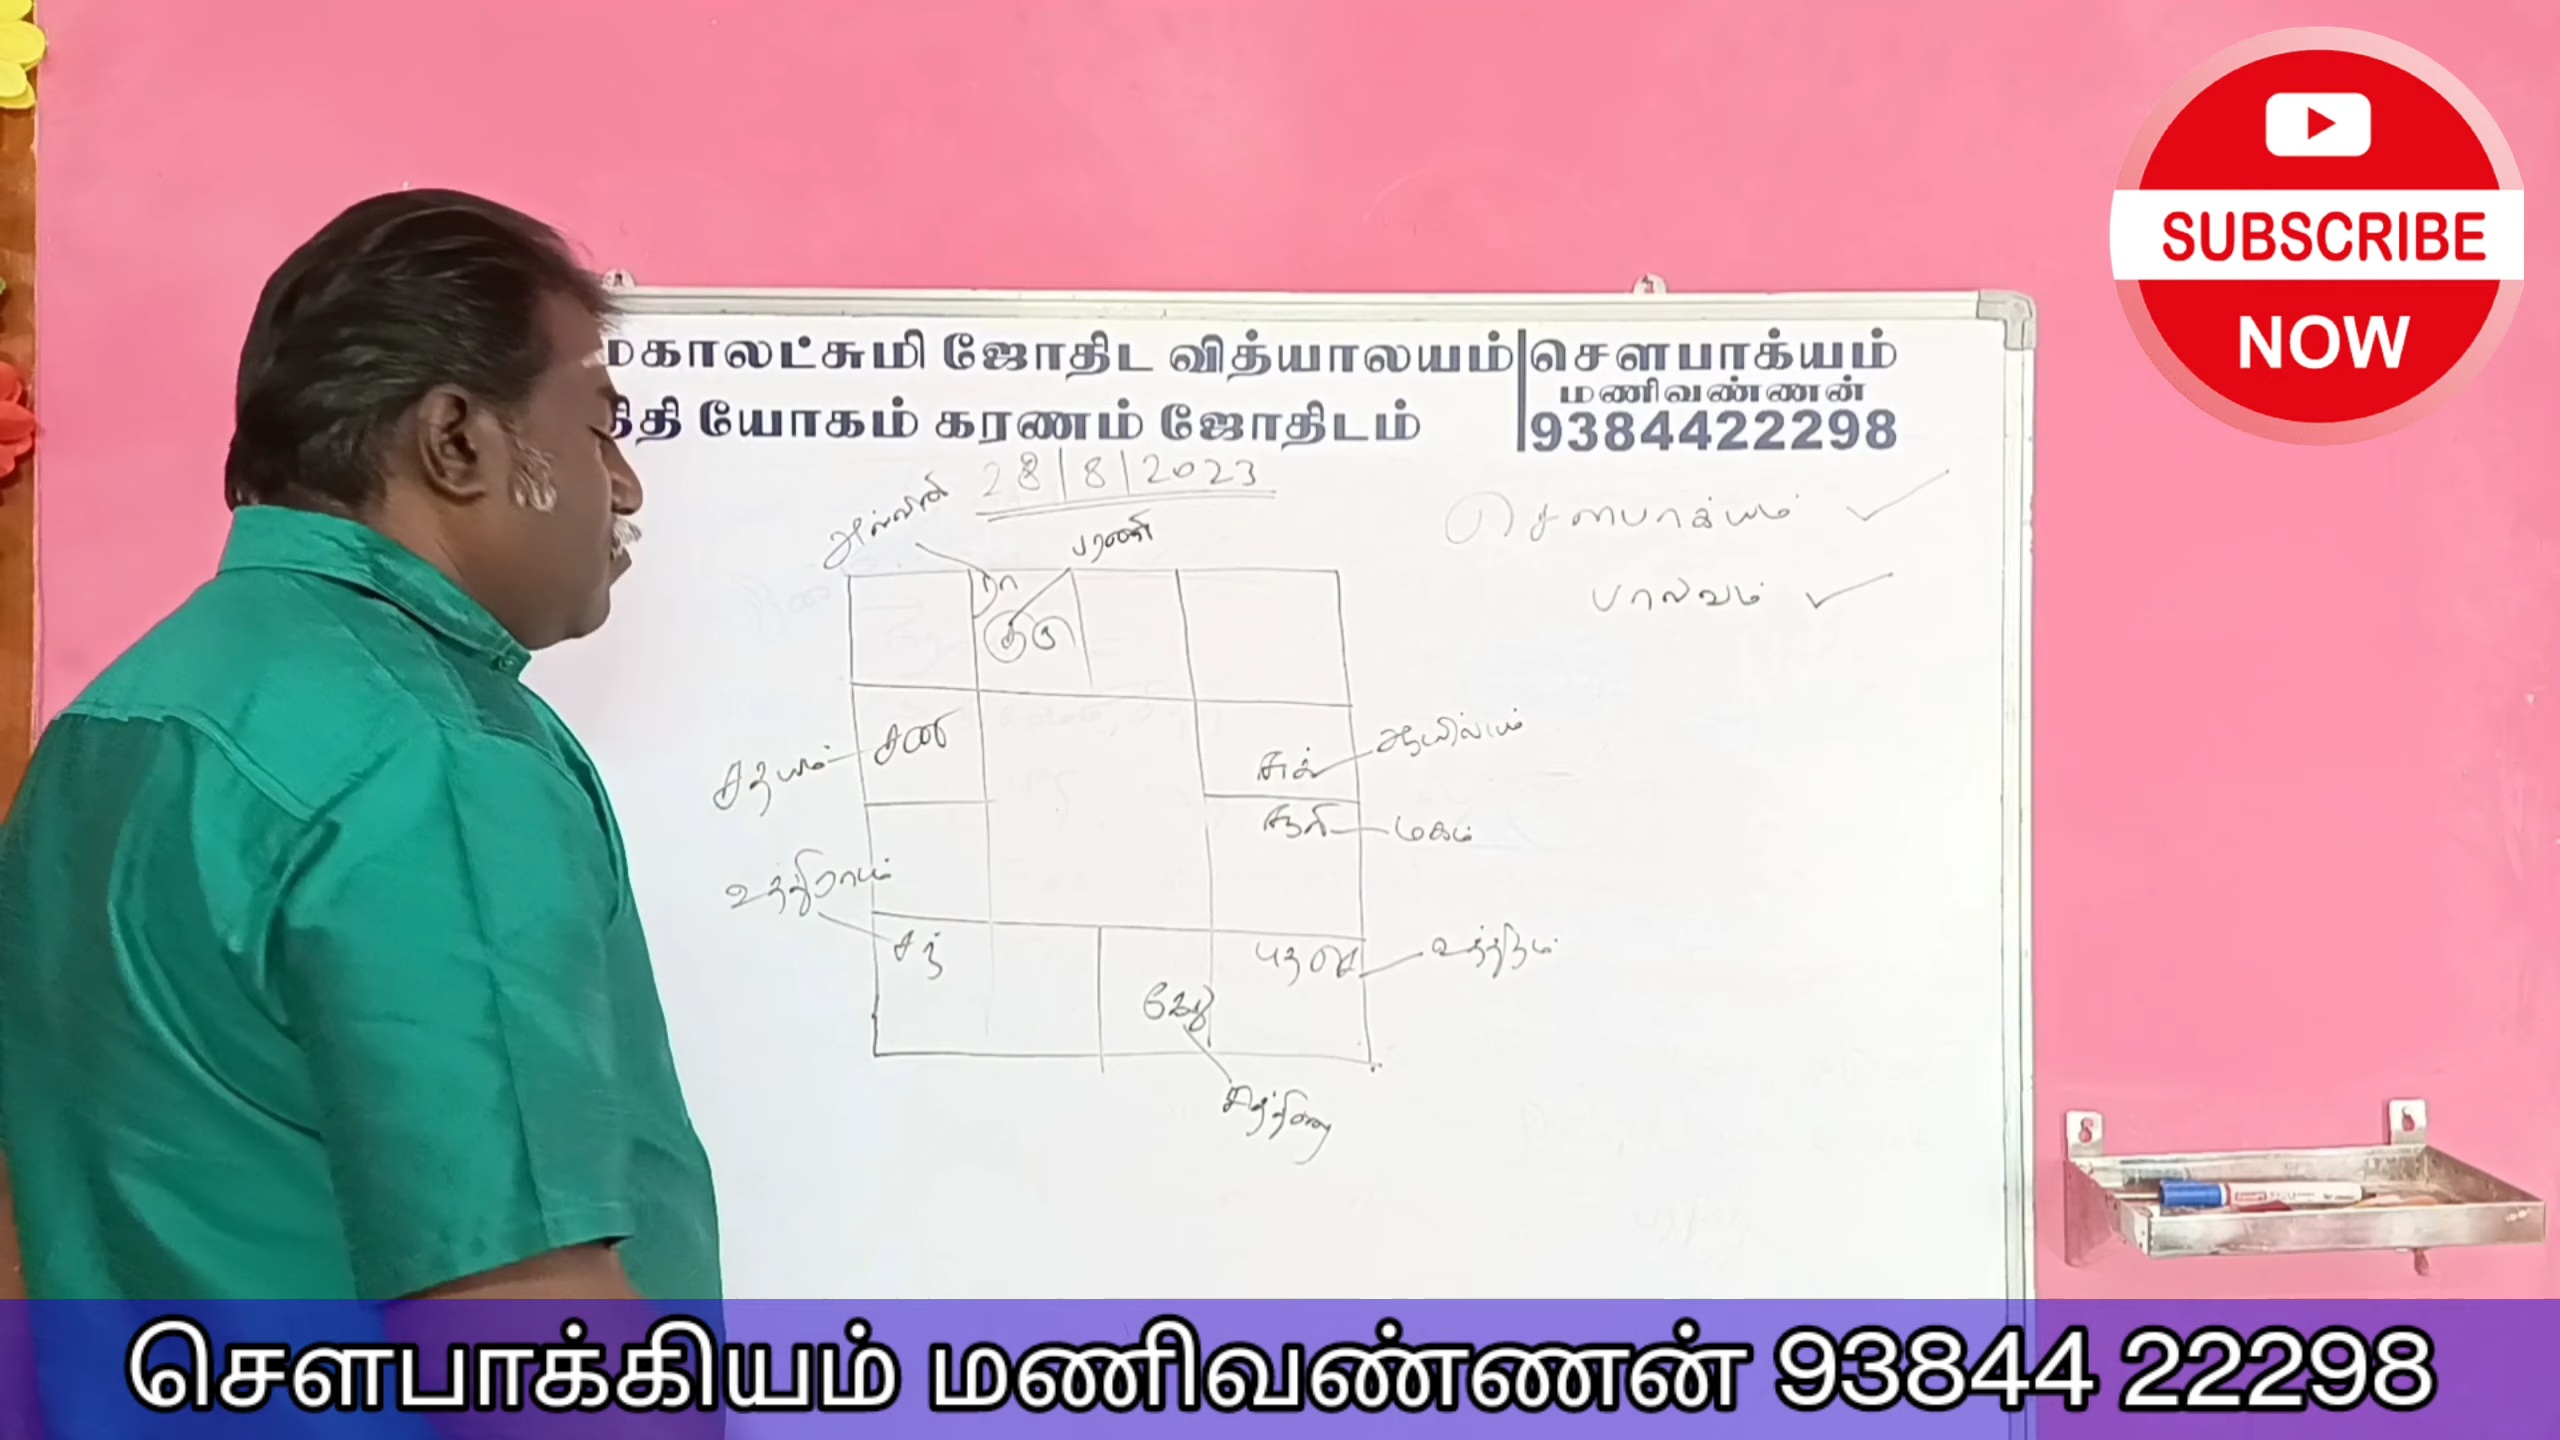 SUBSCRIBE
NOW
மகாலட்சுமி ஜோதிட வித்யாலயம்
சௌபாக்யம்
மணிவண்ணன்
திதி யோகம் கரணம் ஜோதிடம்
9384422298
28/8/2023
பரணி
சௌபாக்யம்
பாலவம்
ரா
குரு
சதயம்
சனி
சுக்
ஆயில்யம்
சூரி
மகம்
உத்திராடம்
சந்
புதன்
உத்திரம்
கேது
சித்திரை
சௌபாக்கியம் மணிவண்ணன் 93844 22298